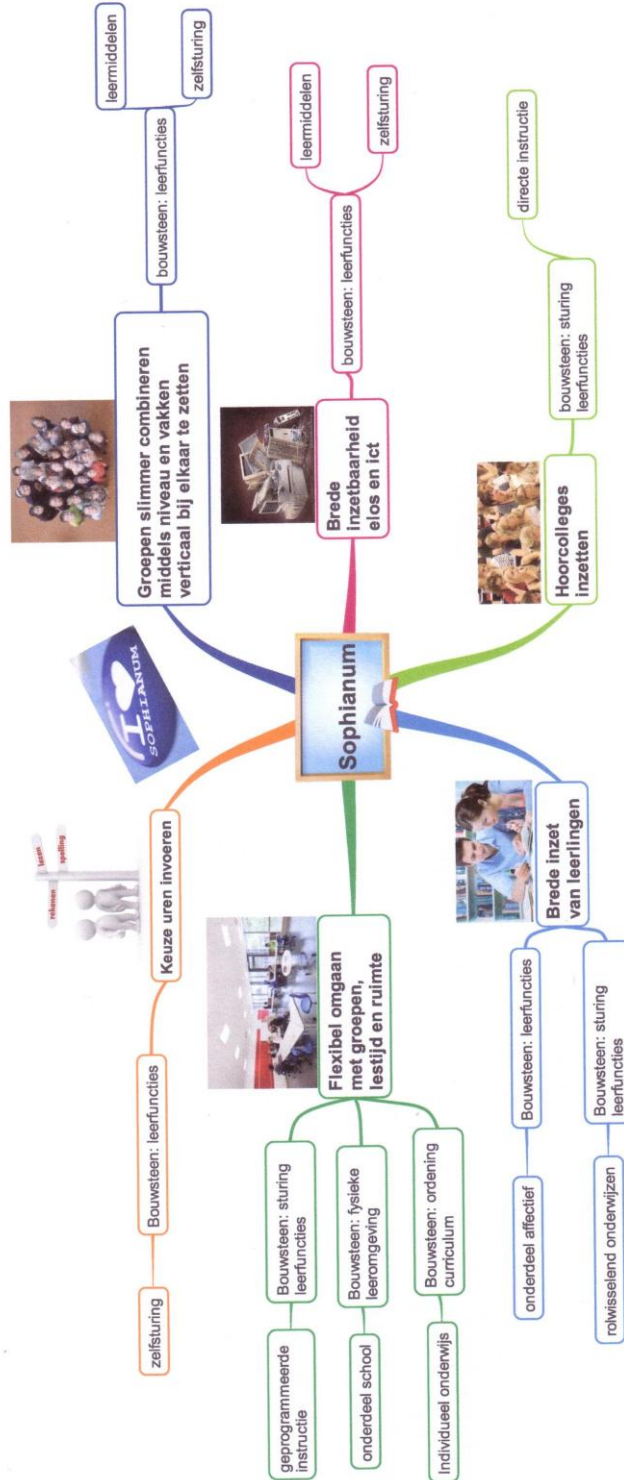 Sophianum
I
SOPHIANUM
Groepen slimmer combineren
middels niveau en vakken
verticaal bij elkaar te zetten
bouwsteen: leerfuncties
leermiddelen
zelfsturing
Brede
inzetbaarheid
elos en ict
bouwsteen: leerfuncties
leermiddelen
zelfsturing
Hoorcolleges
inzetten
bouwsteen: sturing
leerfuncties
directe instructie
Brede inzet
van leerlingen
Bouwsteen: leerfuncties
onderdeel affectief
Bouwsteen: sturing
leerfuncties
rolwisselend onderwijzen
Flexibel omgaan
met groepen,
lestijd en ruimte
Bouwsteen: sturing
leerfuncties
geprogrammeerde
instructie
Bouwsteen: fysieke
leeromgeving
onderdeel school
Bouwsteen: ordening
curriculum
Individueel onderwijs
Keuze uren invoeren
lezen
rekenen
spelling
Bouwsteen: leerfuncties
zelfsturing